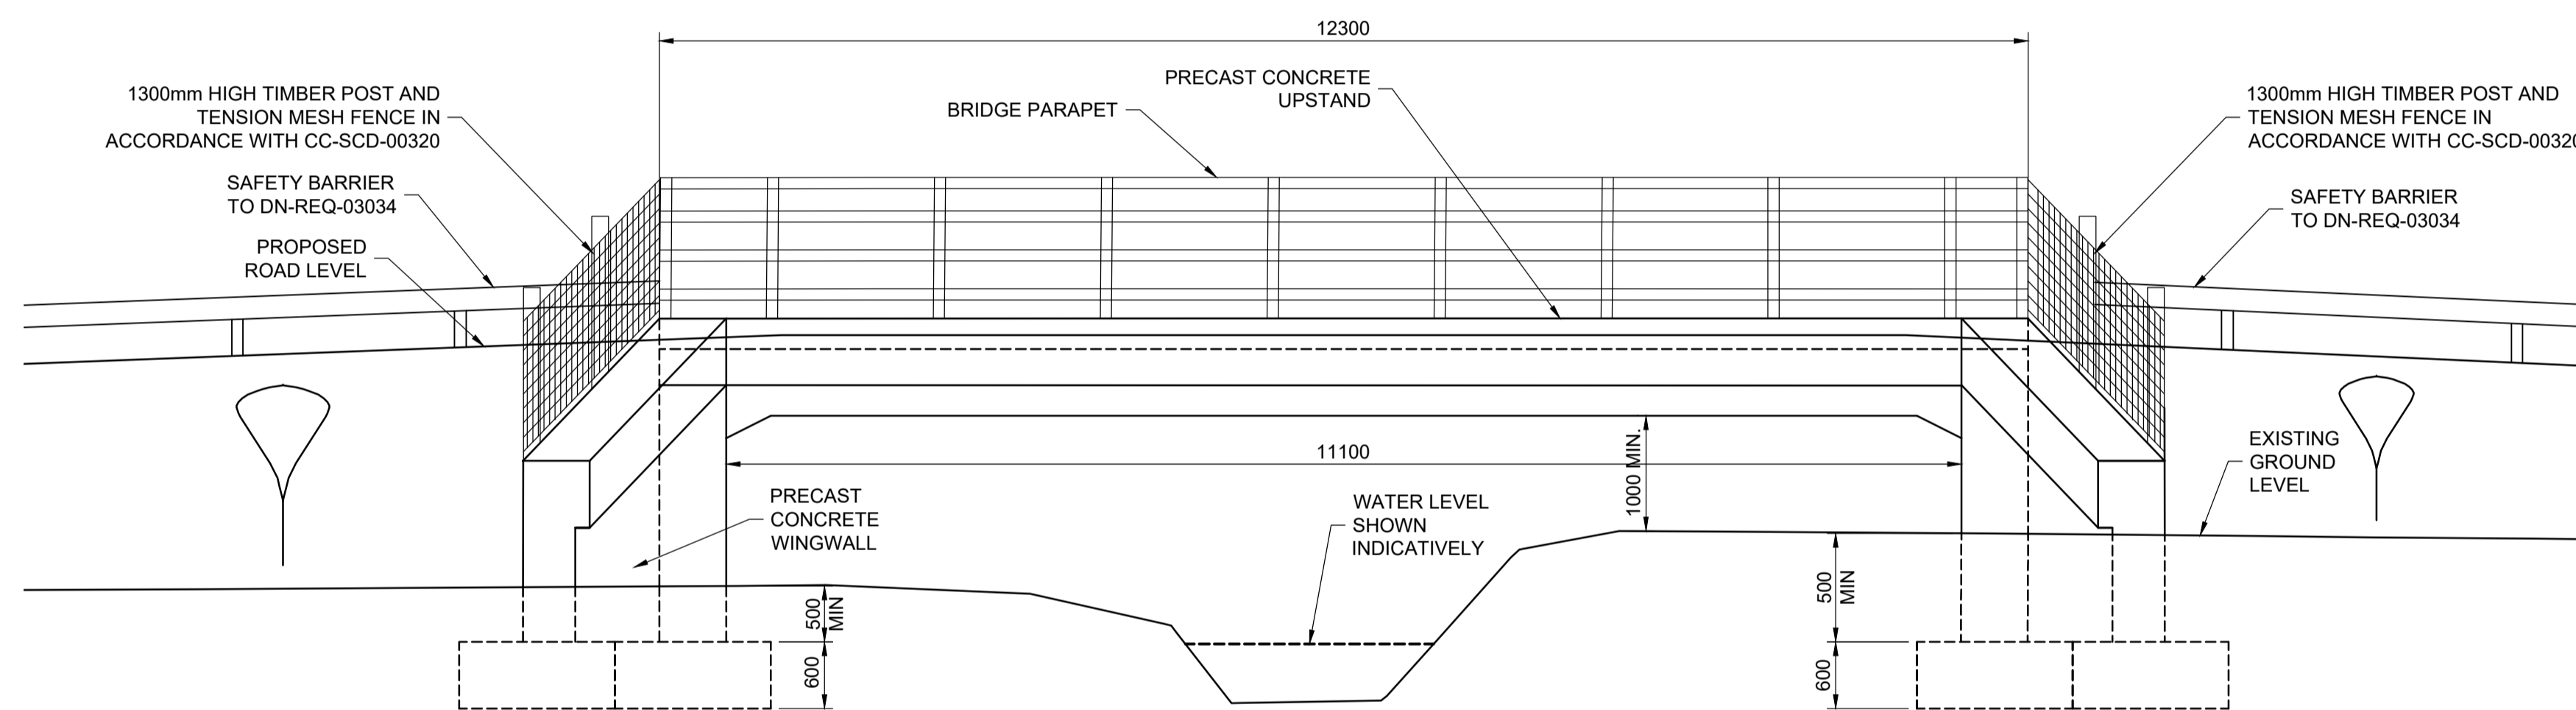 12300
PRECAST CONCRETE
UPSTAND
BRIDGE PARAPET
1300mm HIGH TIMBER POST AND
TENSION MESH FENCE IN
ACCORDANCE WITH CC-SCD-00320
SAFETY BARRIER
TO DN-REQ-03034
PROPOSED
ROAD LEVEL
1300mm HIGH TIMBER POST AND
TENSION MESH FENCE IN
ACCORDANCE WITH CC-SCD-00320
SAFETY BARRIER
TO DN-REQ-03034
EXISTING
GROUND
LEVEL
11100
1000 MIN.
PRECAST
CONCRETE
WINGWALL
WATER LEVEL
SHOWN
INDICATIVELY
500
MIN
600
500
MIN
600